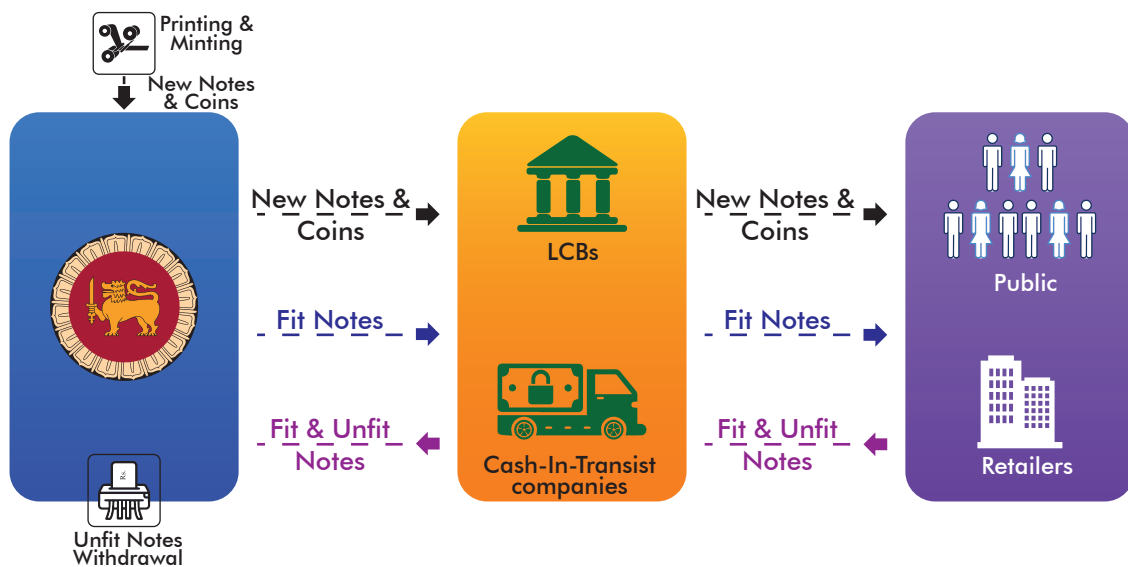 Printing &
Minting
New Notes
& Coins
New Notes &
Coins
Fit Notes
Fit & Unfit
Notes
Unfit Notes
Withdrawal
Rs.
LCBs
Cash-In-Transist
companies
New Notes &
Coins
Fit Notes
Fit & Unfit
Notes
Public
Retailers